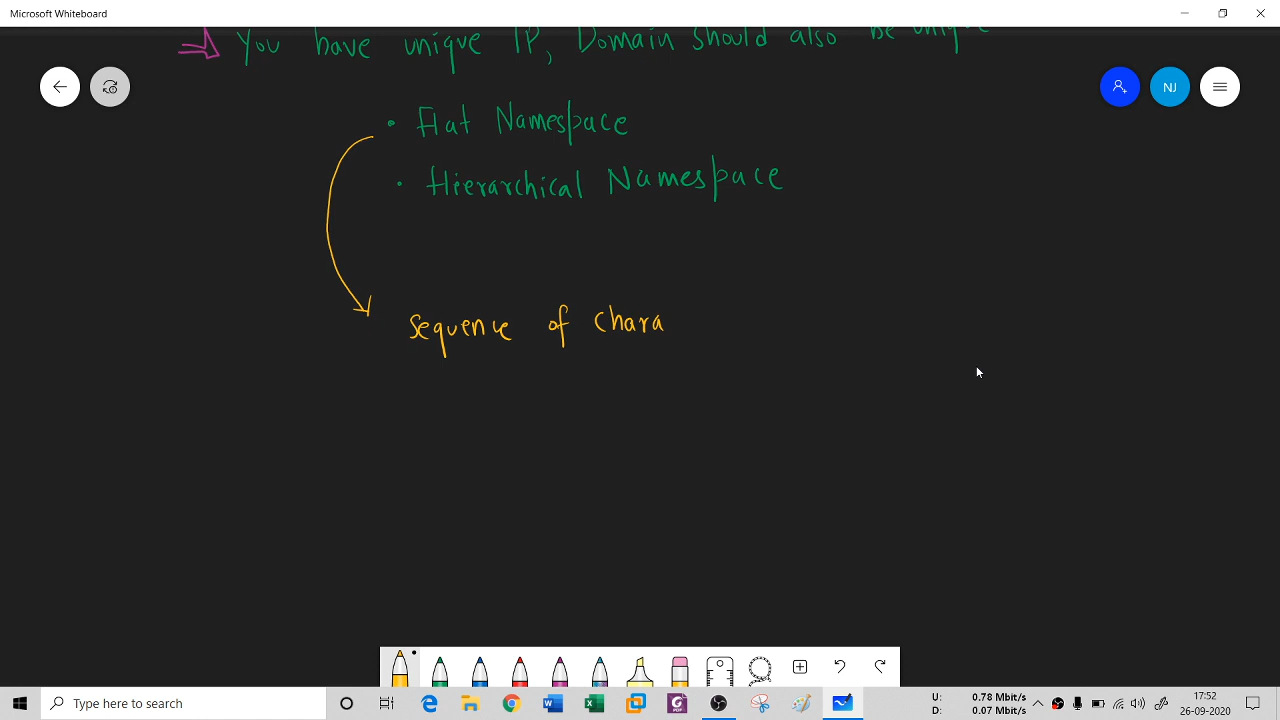 Microsoft Whiteboard
You have unique IP, Domain should also be unique
NJ
• Flat Namespace
• Hierarchical Namespace
sequence of chara
Type here to search
U: 0.78 Mbit/s
D: 0.07 Mbit/s
17:52
26-09-2020